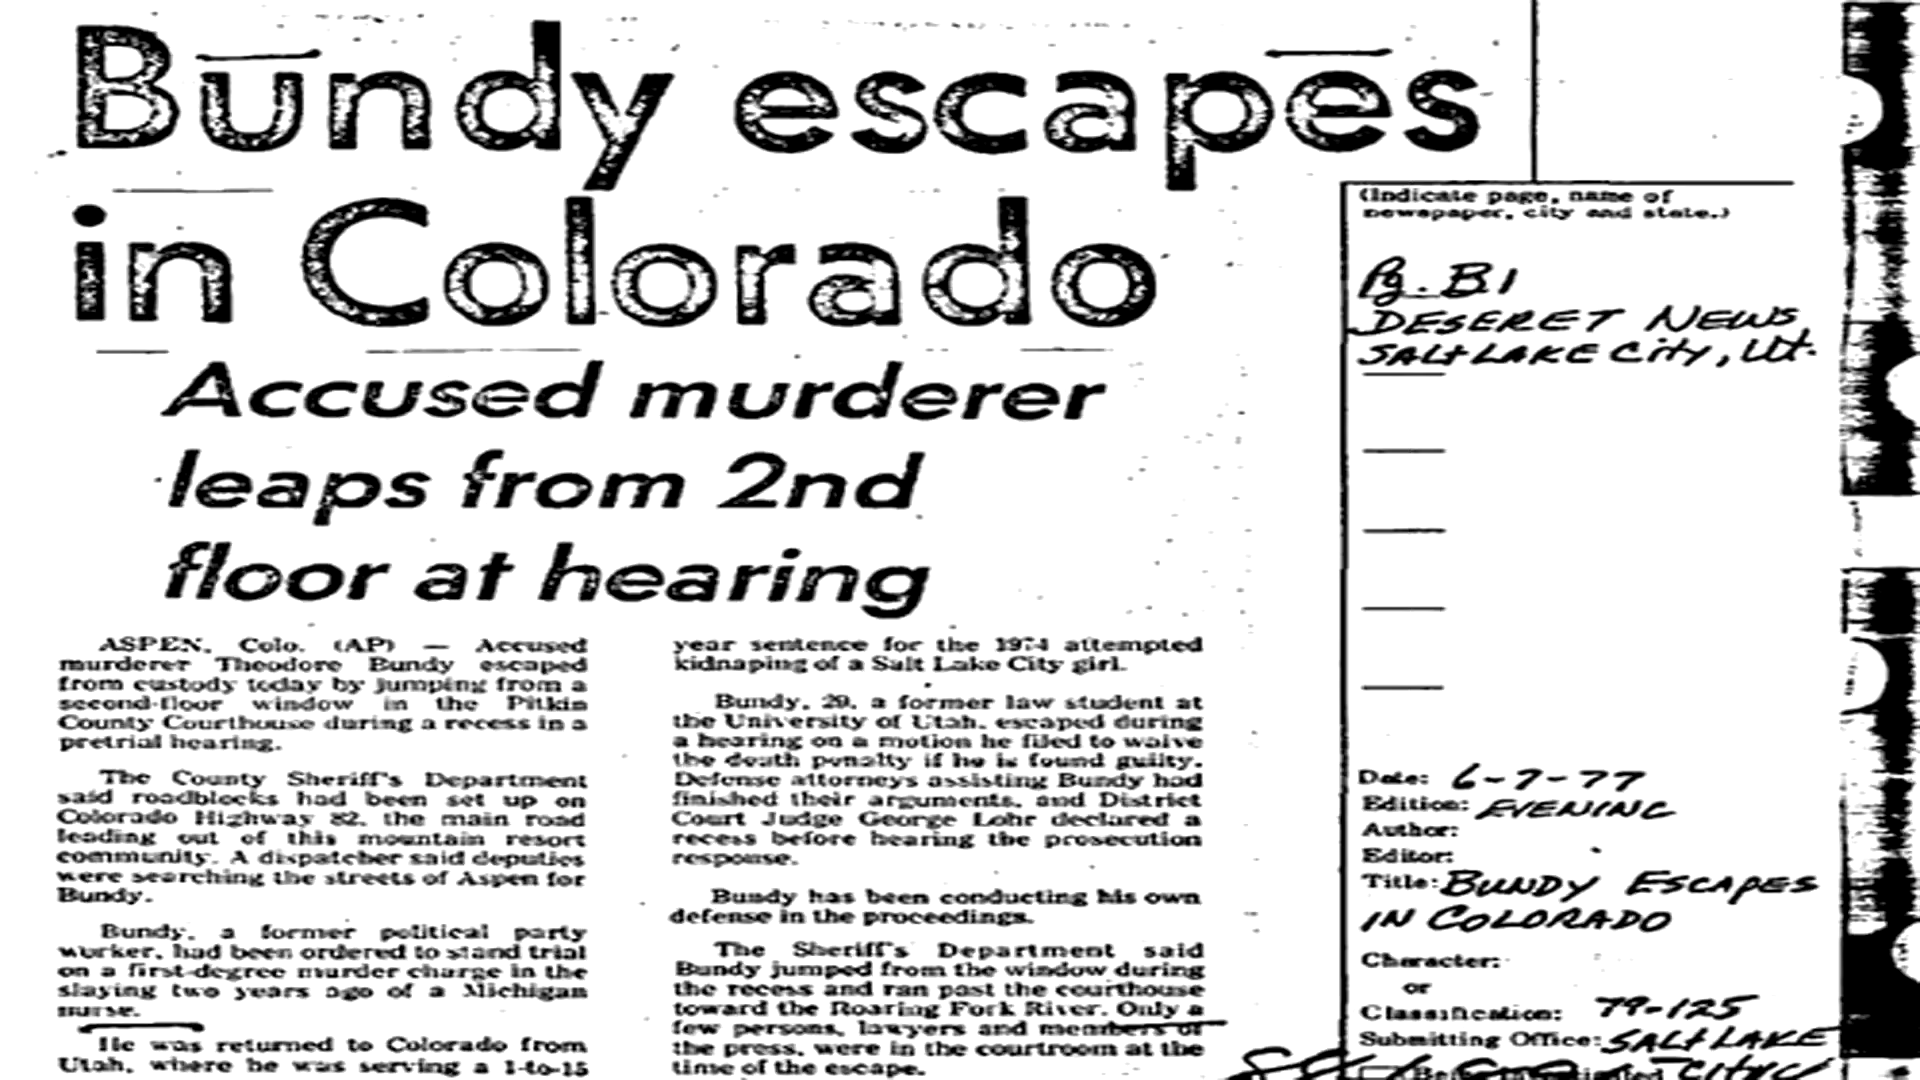 Bundy escapes
in Colorado
Accused murderer
leaps from 2nd
floor at hearing
ASPEN, Colo. (AP) — Accused
murderer Theodore Bundy escaped
from custody today by jumping from a
second-floor window in the Pitkin
County Courthouse during a recess in a
pretrial hearing.
The County Sheriff's Department
said roadblocks had been set up on
Colorado Highway 82, the main road
leading out of this mountain resort
community. A dispatcher said deputies
were searching the streets of Aspen for
Bundy.
Bundy, a former political party
worker, had been ordered to stand trial
on a first-degree murder charge in the
slaying two years ago of a Michigan
nurse.
He was returned to Colorado from
Utah, where he was serving a 1-to-15
year sentence for the 1974 attempted
kidnaping of a Salt Lake City girl.
Bundy, 29, a former law student at
the University of Utah, escaped during
a hearing on a motion he filed to waive
the death penalty if he is found guilty.
Defense attorneys assisting Bundy had
finished their arguments, and District
Court Judge George Lohr declared a
recess before hearing the prosecution
response.
Bundy has been conducting his own
defense in the proceedings.
The Sheriff's Department said
Bundy jumped from the window during
the recess and ran past the courthouse
toward the Roaring Fork River. Only a
few persons, lawyers and members of
the press, were in the courtroom at the
time of the escape.
(Indicate page, name of
newspaper, city and state.)
Pg. B1
DESERET NEWS
SALT LAKE CITY, Ut.
Date: 6-7-77
Edition: EVENING
Author:
Editor:
Title: BUNDY ESCAPES
IN COLORADO
Character:
or
Classification: 79-125
Submitting Office: SALT LAKE
CITY
Being Investigated